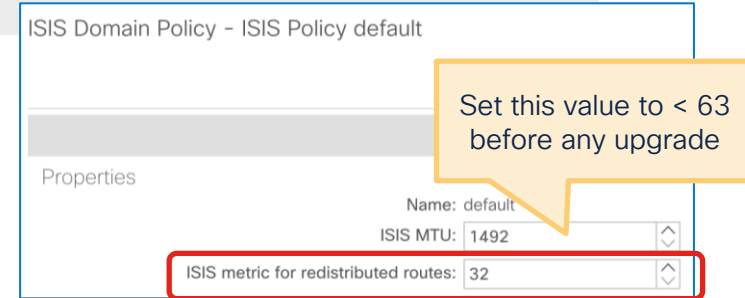 ISIS Domain Policy - ISIS Policy default
Set this value to < 63
before any upgrade
Properties
Name: default
ISIS MTU: 1492
ISIS metric for redistributed routes: 32